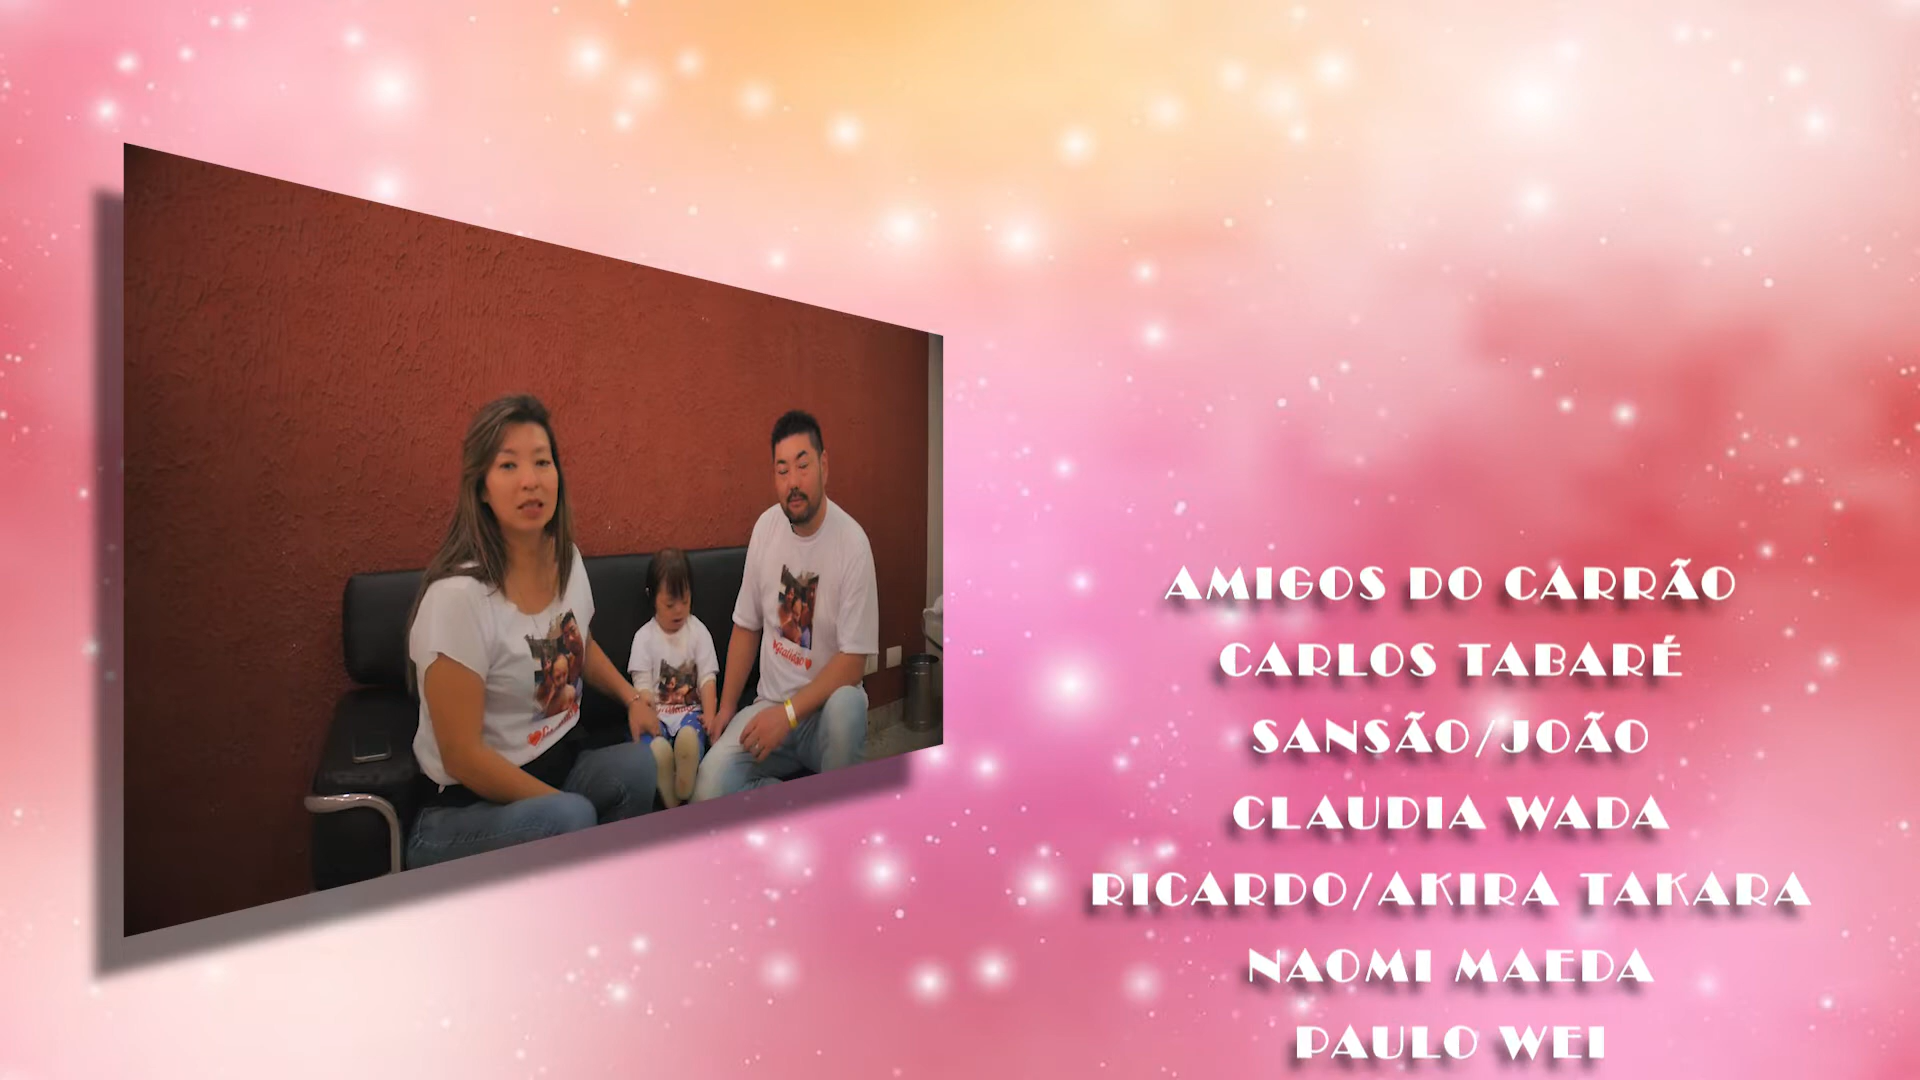 AMIGOS DO CARRÃO
CARLOS TABARÉ
SANSÃO/JOÃO
CLAUDIA WADA
RICARDO/AKIRA TAKARA
NAOMI MAEDA
PAULO WEI